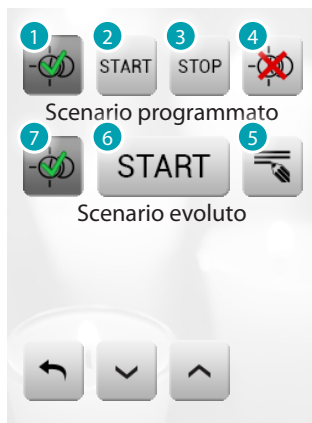 1 2 3 4
START STOP
Scenario programmato
7 6 5
START
Scenario evoluto